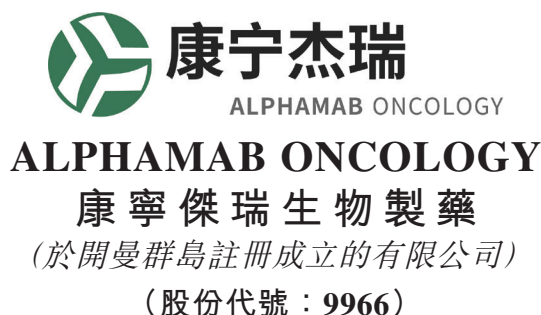 康宁杰瑞
ALPHAMAB ONCOLOGY
ALPHAMAB ONCOLOGY
康寧傑瑞生物製藥
(於開曼群島註冊成立的有限公司)
（股份代號：9966）